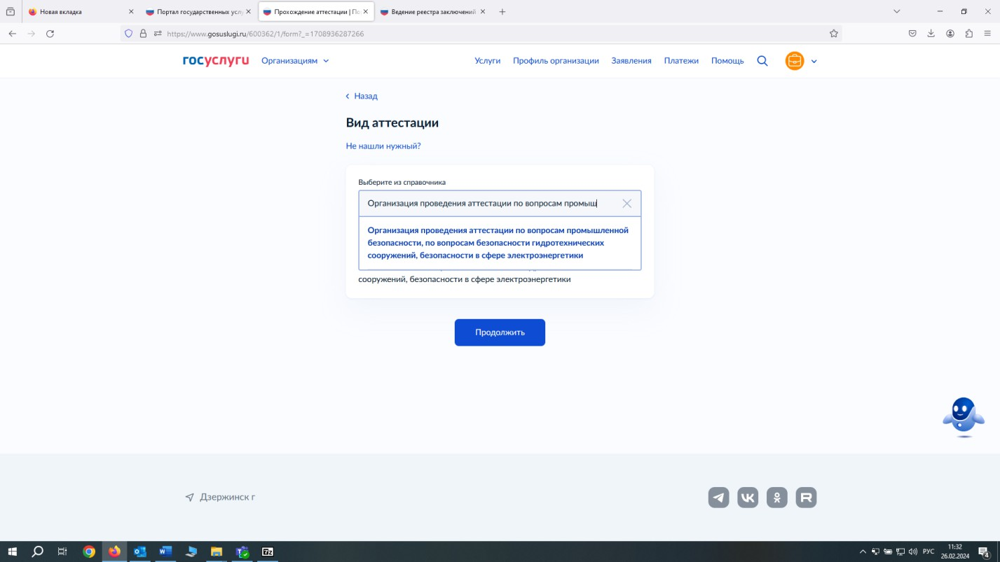 Новая вкладка
Портал государственных услу
Прохождение аттестации | По
Ведение реестра заключений
https://www.gosuslugi.ru/600362/1/form?_=1708936287266
госуслуги
Организациям
Услуги
Профиль организации
Заявления
Платежи
Помощь
Назад
Вид аттестации
Не нашли нужный?
Выберите из справочника
Организация проведения аттестации по вопросам промыш
Организация проведения аттестации по вопросам промышленной
безопасности, по вопросам безопасности гидротехнических
сооружений, безопасности в сфере электроэнергетики
сооружений, безопасности в сфере электроэнергетики
Продолжить
Дзержинск г
РУС
11:32
26.02.2024
4